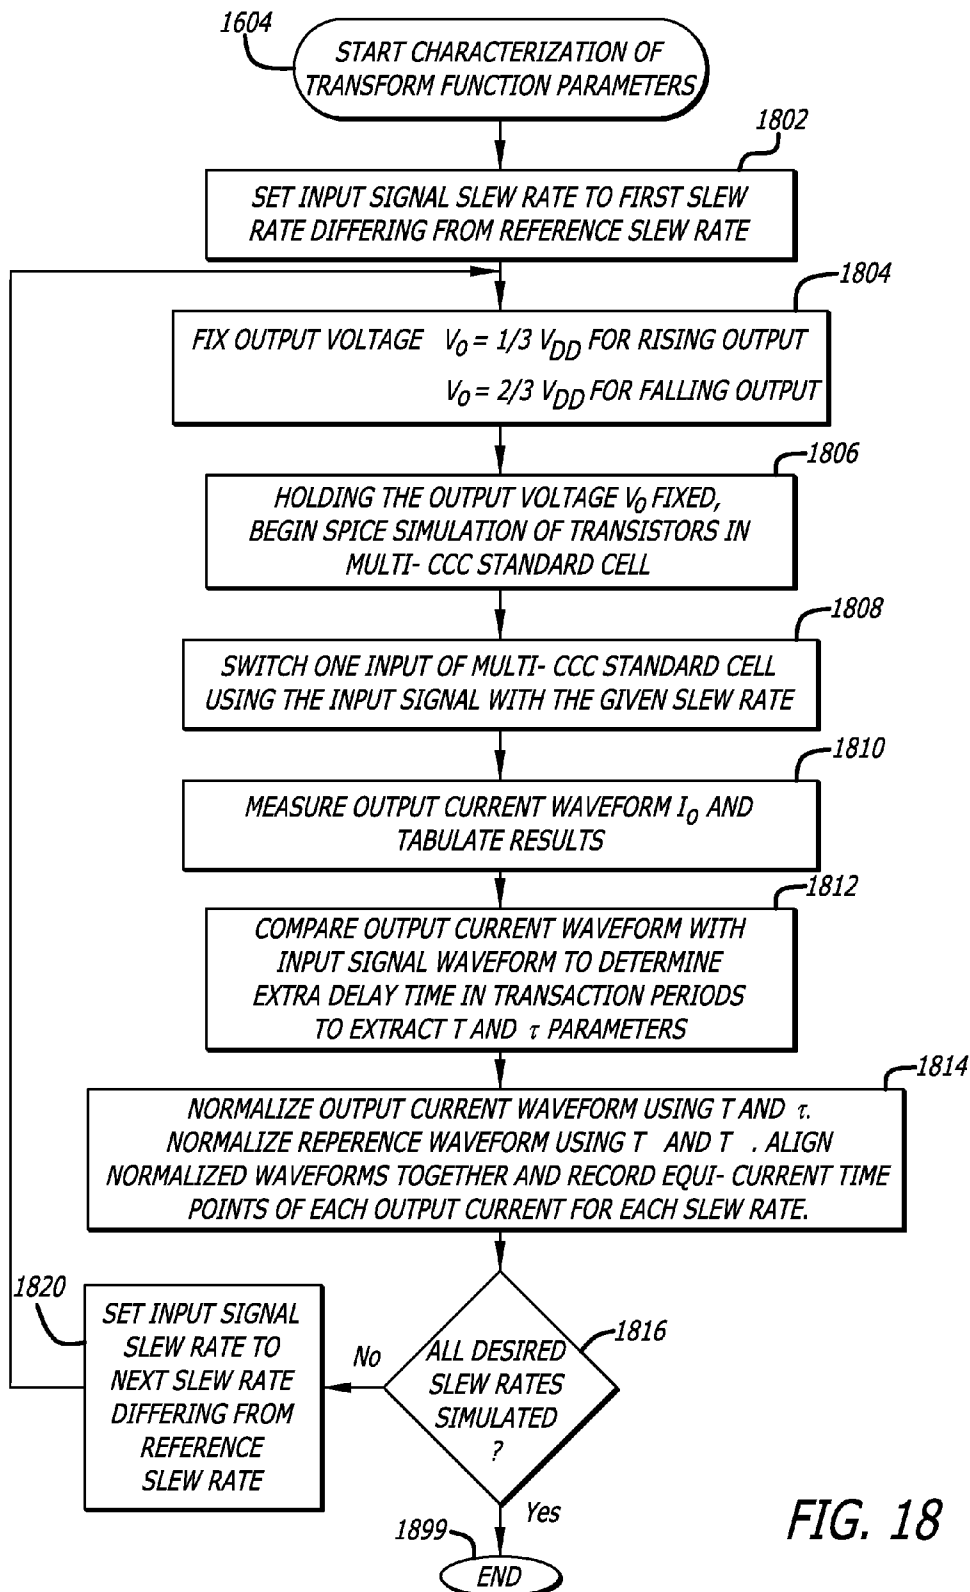 1604
START CHARACTERIZATION OF
TRANSFORM FUNCTION PARAMETERS
1802
SET INPUT SIGNAL SLEW RATE TO FIRST SLEW
RATE DIFFERING FROM REFERENCE SLEW RATE
1804
FIX OUTPUT VOLTAGE V0 = 1/3 VDD FOR RISING OUTPUT
V0 = 2/3 VDD FOR FALLING OUTPUT
1806
HOLDING THE OUTPUT VOLTAGE V0 FIXED,
BEGIN SPICE SIMULATION OF TRANSISTORS IN
MULTI- CCC STANDARD CELL
1808
SWITCH ONE INPUT OF MULTI- CCC STANDARD CELL
USING THE INPUT SIGNAL WITH THE GIVEN SLEW RATE
1810
MEASURE OUTPUT CURRENT WAVEFORM I0 AND
TABULATE RESULTS
1812
COMPARE OUTPUT CURRENT WAVEFORM WITH
INPUT SIGNAL WAVEFORM TO DETERMINE
EXTRA DELAY TIME IN TRANSACTION PERIODS
TO EXTRACT T AND τ PARAMETERS
1814
NORMALIZE OUTPUT CURRENT WAVEFORM USING T AND τ.
NORMALIZE REPERENCE WAVEFORM USING T AND T . ALIGN
NORMALIZED WAVEFORMS TOGETHER AND RECORD EQUI- CURRENT TIME
POINTS OF EACH OUTPUT CURRENT FOR EACH SLEW RATE.
1816
ALL DESIRED
SLEW RATES
SIMULATED
?
No
1820
SET INPUT SIGNAL
SLEW RATE TO
NEXT SLEW RATE
DIFFERING FROM
REFERENCE
SLEW RATE
Yes
1899
END
FIG. 18